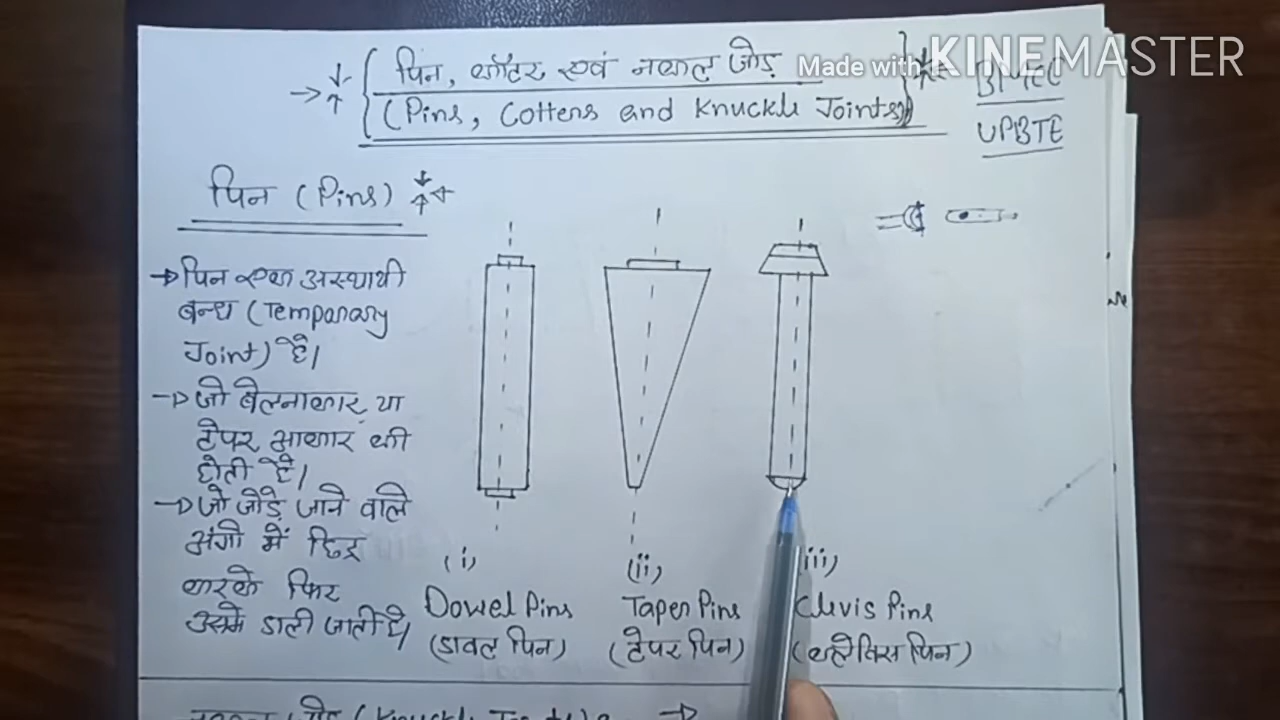 पिन, कॉटर एवं नकल जोड़
(Pins, Cotters and Knuckle Joints)
Made with KINEMASTER
UPBTE
पिन (Pins)
→ पिन एक अस्थायी
बन्ध (Temporary
Joint) है।
→ जो बेलनाकार या
टेपर आकार की
होती है।
→ जो जोड़े जाने वाले
अंगो में छिद्र
करके फिर
उसमे डाली जाती है।
(i)
Dowel Pins
(डावल पिन)
(ii)
Taper Pins
(टेपर पिन)
(iii)
Clevis Pins
(क्लेविस पिन)
(Knuckle